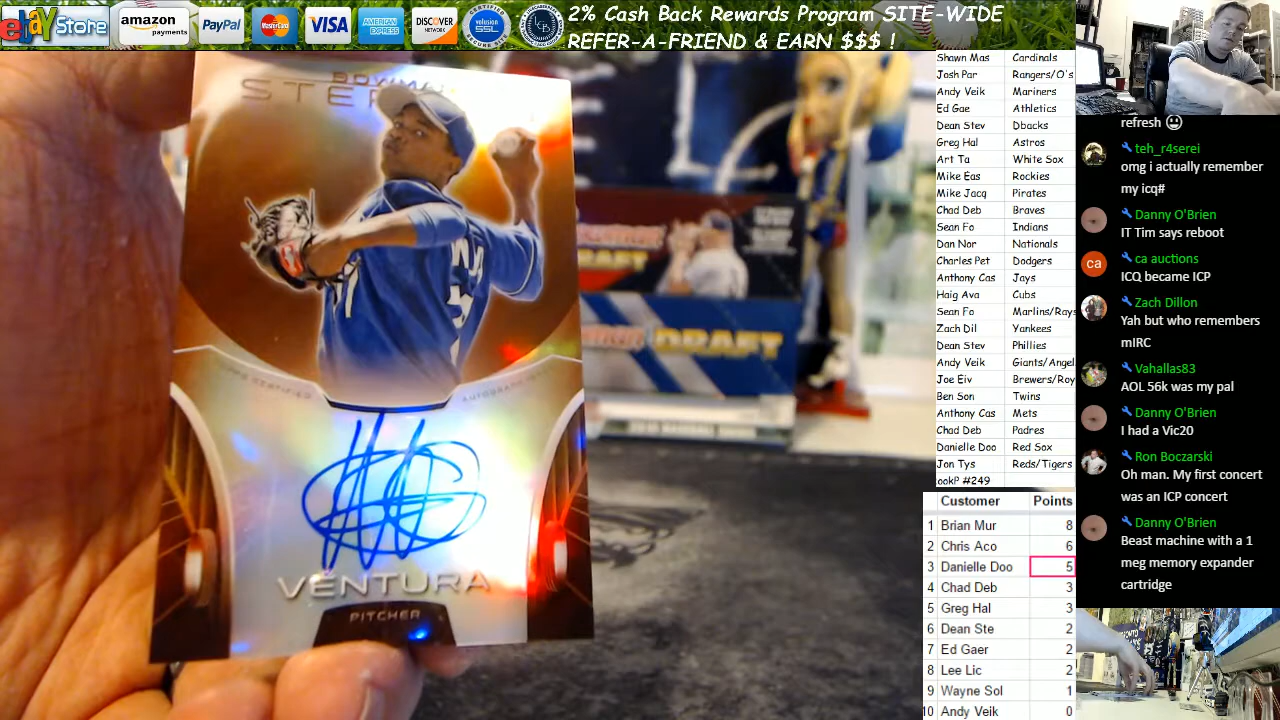 ebay Store
amazon
payments
PayPal
MasterCard
VISA
AMERICAN
EXPRESS
DISCOVER
NETWORK
volusion
SSL
2% Cash Back Rewards Program SITE-WIDE
REFER-A-FRIEND & EARN $$$ !
BOWMAN
VENTURA
PITCHER
DRAFT
DRAFT
Shawn Mas Cardinals
Josh Par Rangers/O's
Andy Veik Mariners
Ed Gae Athletics
Dean Stev Dbacks
Greg Hal Astros
Art Ta White Sox
Mike Eas Rockies
Mike Jacq Pirates
Chad Deb Braves
Sean Fo Indians
Dan Nor Nationals
Charles Pet Dodgers
Anthony Cas Jays
Haig Ava Cubs
Sean Fo Marlins/Rays
Zach Dil Yankees
Dean Stev Phillies
Andy Veik Giants/Angel
Joe Eiv Brewers/Roy
Ben Son Twins
Anthony Cas Mets
Chad Deb Padres
Danielle Doo Red Sox
Jon Tys Reds/Tigers
ookP #249
Customer Points
1 Brian Mur 8
2 Chris Aco 6
3 Danielle Doo 5
4 Chad Deb 3
5 Greg Hal 3
6 Dean Ste 2
7 Ed Gaer 2
8 Lee Lic 2
9 Wayne Sol 1
10 Andy Veik 0
refresh 😃
teh_r4serei
omg i actually remember
my icq#
Danny O'Brien
IT Tim says reboot
ca
ca auctions
ICQ became ICP
Zach Dillon
Yah but who remembers
mIRC
Vahallas83
AOL 56k was my pal
Danny O'Brien
I had a Vic20
Ron Boczarski
Oh man. My first concert
was an ICP concert
Danny O'Brien
Beast machine with a 1
meg memory expander
cartridge